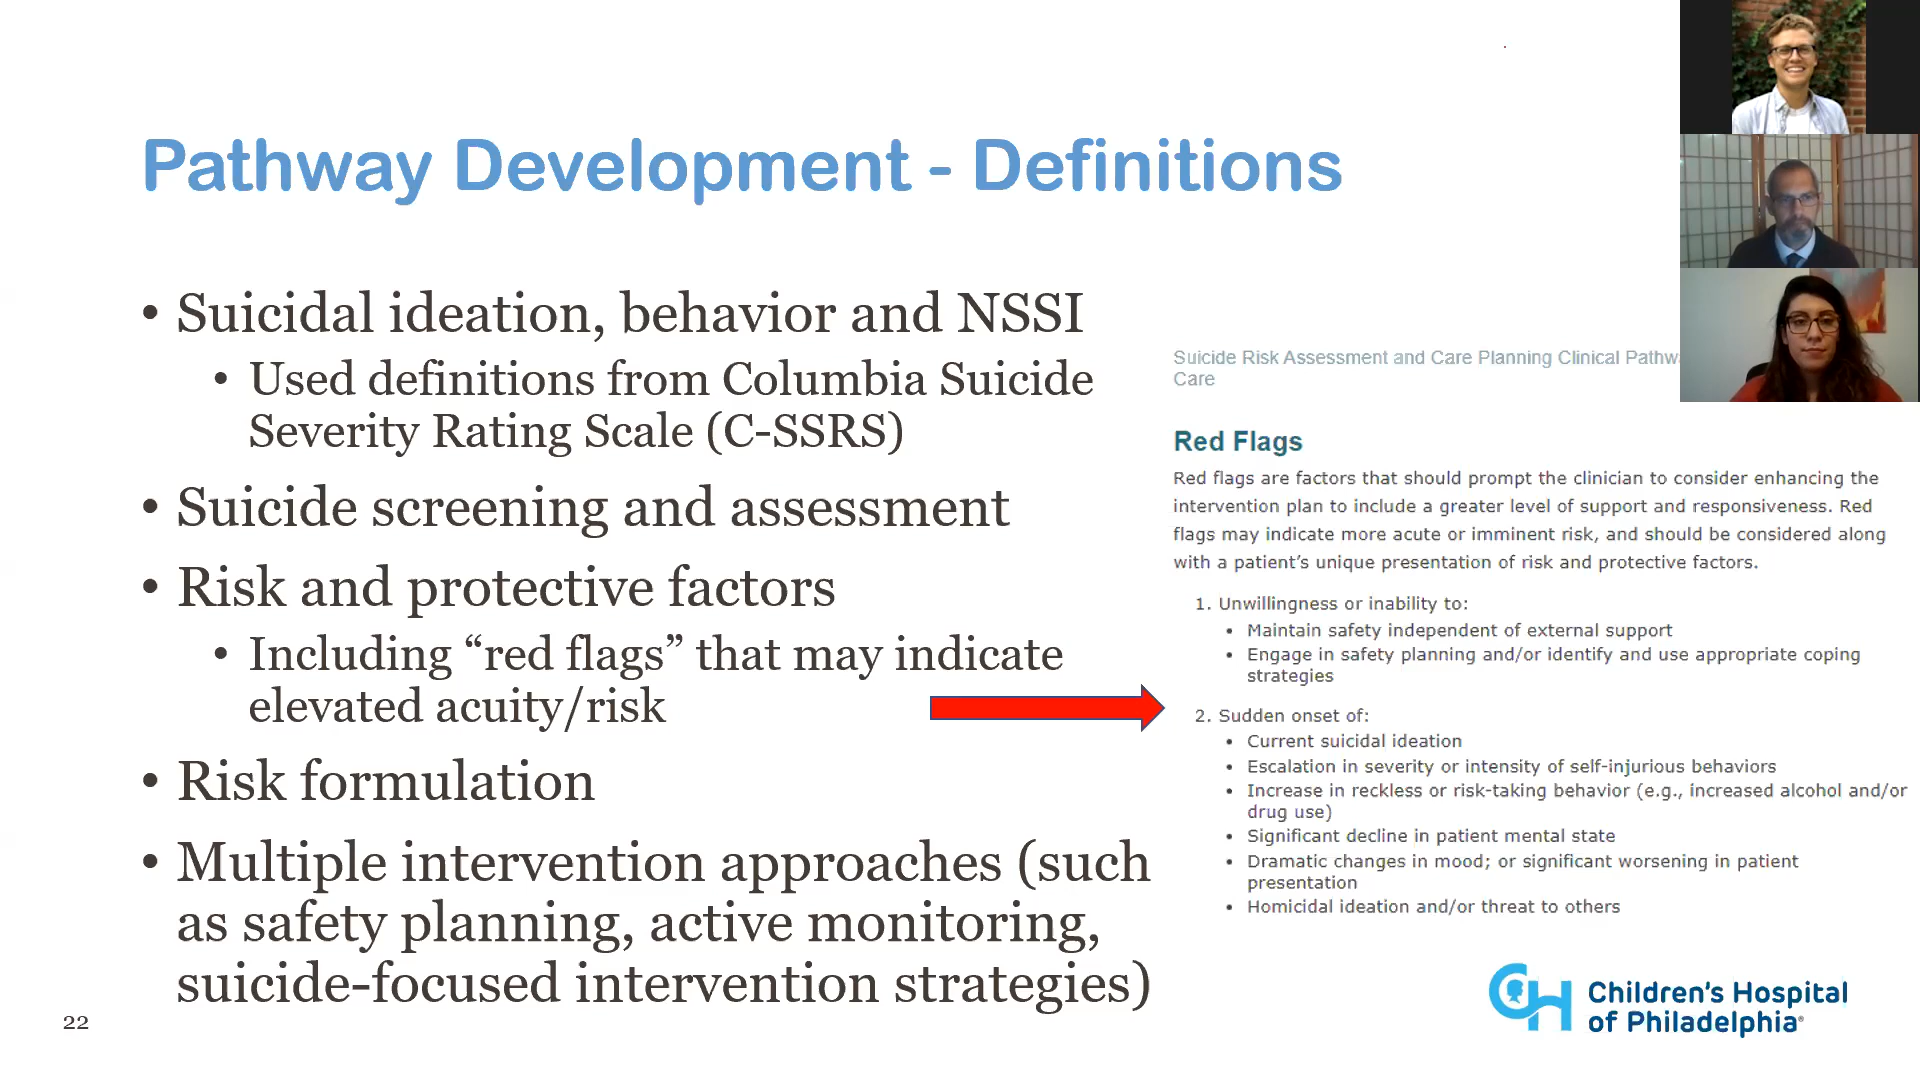 Pathway Development - Definitions
• Suicidal ideation, behavior and NSSI
• Used definitions from Columbia Suicide
Severity Rating Scale (C-SSRS)
• Suicide screening and assessment
• Risk and protective factors
• Including “red flags” that may indicate
elevated acuity/risk
• Risk formulation
• Multiple intervention approaches (such
as safety planning, active monitoring,
suicide-focused intervention strategies)
22
Suicide Risk Assessment and Care Planning Clinical
Care
Red Flags
Red flags are factors that should prompt the clinician to consider enhancing the
intervention plan to include a greater level of support and responsiveness. Red
flags may indicate more acute or imminent risk, and should be considered along
with a patient’s unique presentation of risk and protective factors.
1. Unwillingness or inability to:
• Maintain safety independent of external support
• Engage in safety planning and/or identify and use appropriate coping
strategies
2. Sudden onset of:
• Current suicidal ideation
• Escalation in severity or intensity of self-injurious behaviors
• Increase in reckless or risk-taking behavior (e.g., increased alcohol and/or
drug use)
• Significant decline in patient mental state
• Dramatic changes in mood; or significant worsening in patient
presentation
• Homicidal ideation and/or threat to others
CH
Children’s Hospital
of Philadelphia®